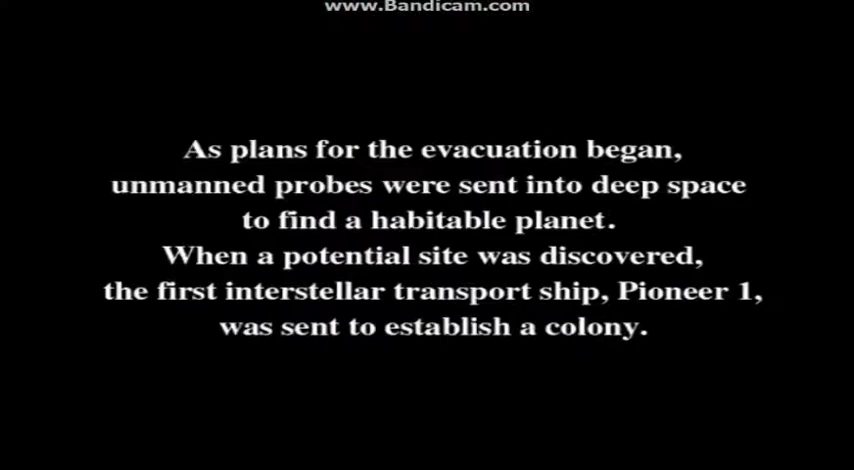 www.Bandicam.com
As plans for the evacuation began,
unmanned probes were sent into deep space
to find a habitable planet.
When a potential site was discovered,
the first interstellar transport ship, Pioneer 1,
was sent to establish a colony.